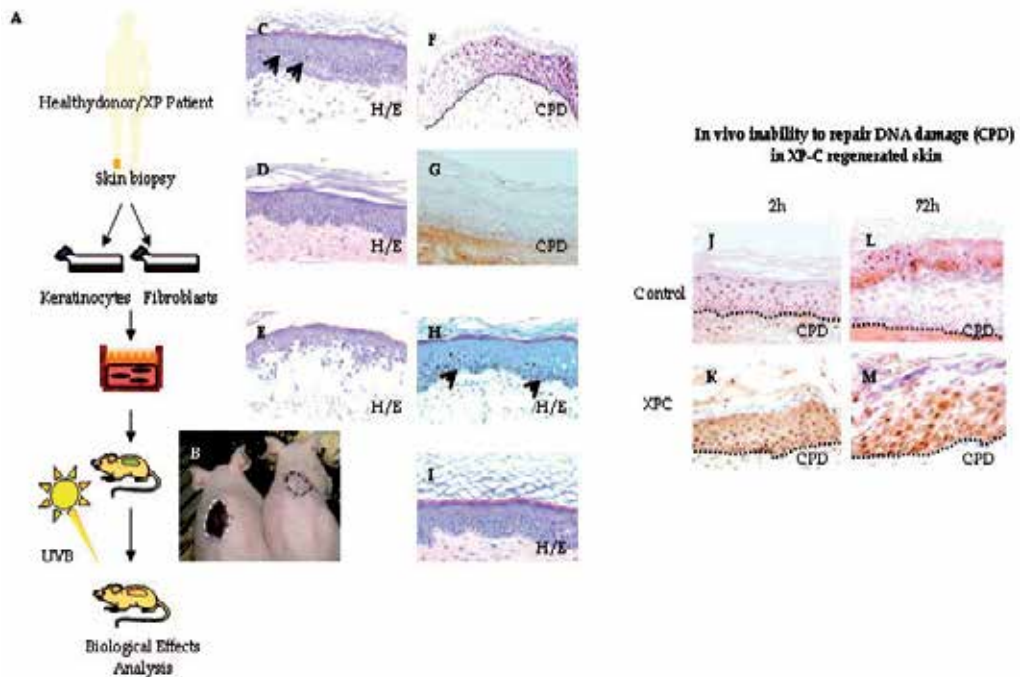 A
Healthydonor/XP Patient
Skin biopsy
Keratinocytes Fibroblasts
UVB
Biological Effects
Analysis
B
C
H/E
D
H/E
E
H/E
F
CPD
G
CPD
H
H/E
I
H/E
In vivo inability to repair DNA damage (CPD)
in XP-C regenerated skin
2h
72h
Control
XPC
J
CPD
L
CPD
K
CPD
M
CPD